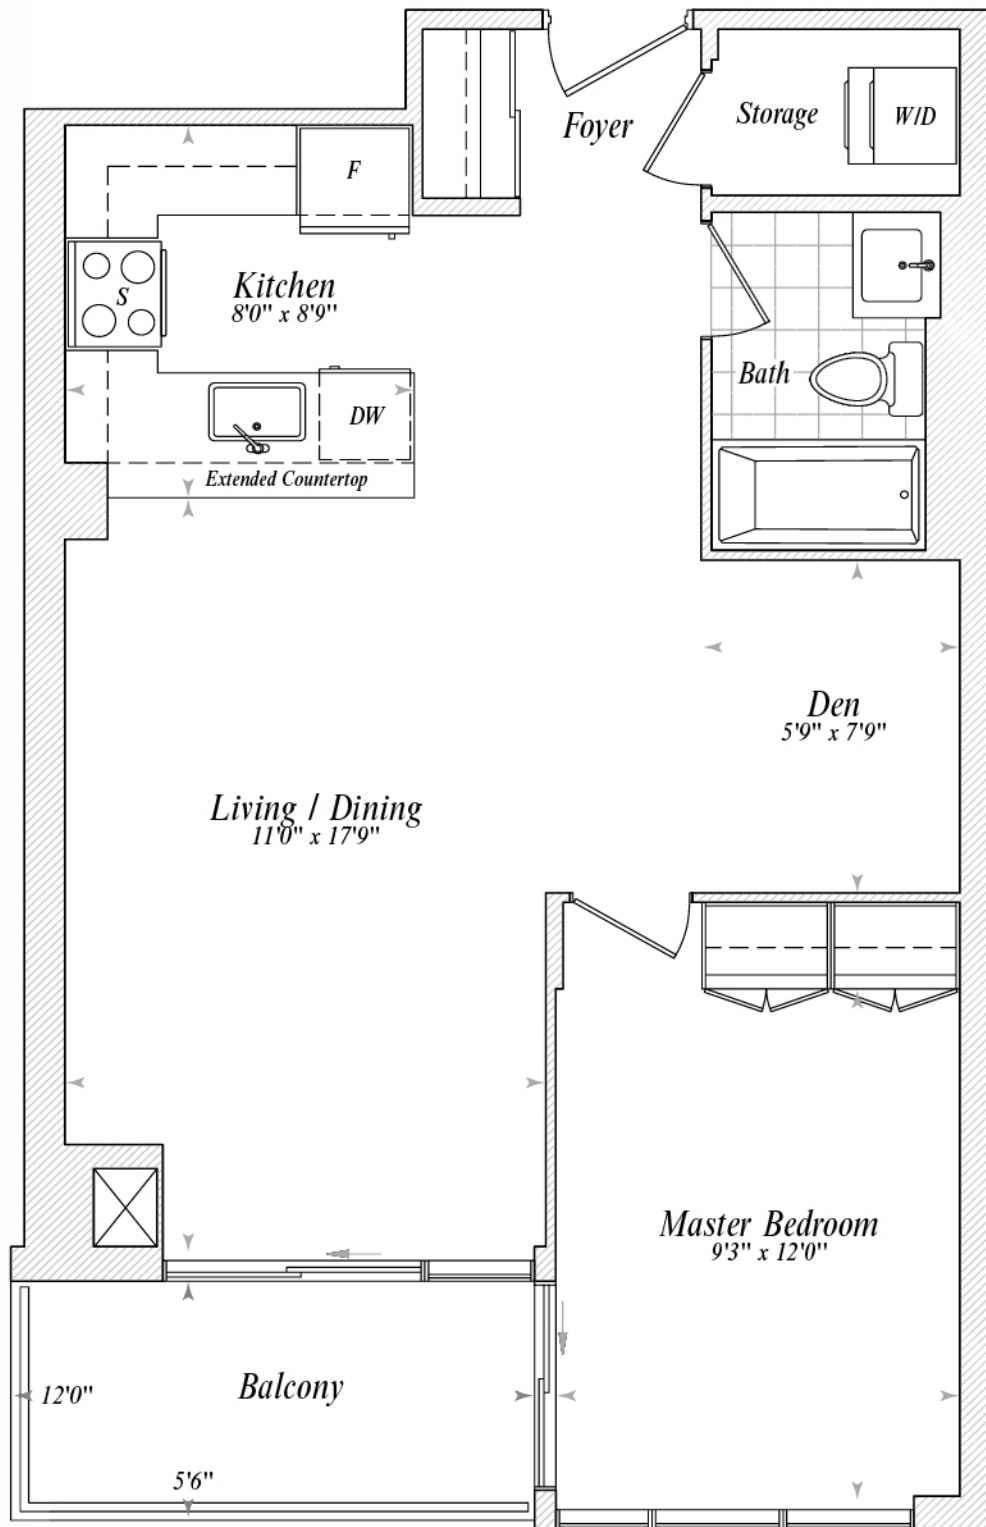 Foyer
Storage
W/D
F
Kitchen
8'0" x 8'9"
S
Bath
DW
Extended Countertop
Den
5'9" x 7'9"
Living / Dining
11'0" x 17'9"
Master Bedroom
9'3" x 12'0"
Balcony
12'0"
5'6"